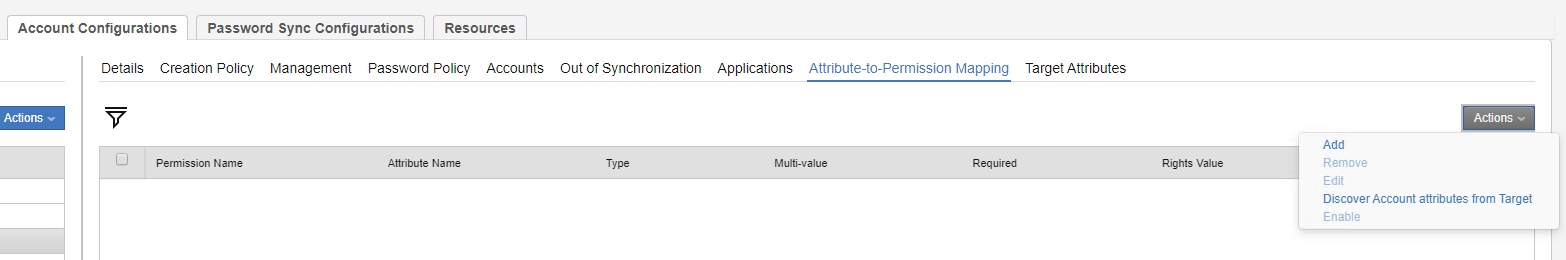 Account Configurations Password Sync Configurations Resources
Details Creation Policy Management Password Policy Accounts Out of Synchronization Applications Attribute-to-Permission Mapping Target Attributes
Actions Actions
Permission Name Attribute Name Type Multi-value Required Rights Value
Add
Remove
Edit
Discover Account attributes from Target
Enable